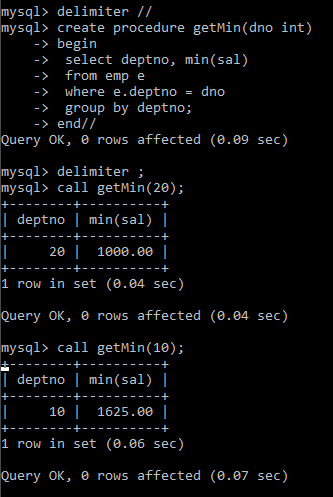 mysql> delimiter //
mysql> create procedure getMin(dno int)
    -> begin
    ->  select deptno, min(sal)
    ->  from emp e
    ->  where e.deptno = dno
    ->  group by deptno;
    -> end//
Query OK, 0 rows affected (0.09 sec)

mysql> delimiter ;
mysql> call getMin(20);
+--------+----------+
| deptno | min(sal) |
+--------+----------+
|     20 |  1000.00 |
+--------+----------+
1 row in set (0.04 sec)

Query OK, 0 rows affected (0.04 sec)

mysql> call getMin(10);
+--------+----------+
| deptno | min(sal) |
+--------+----------+
|     10 |  1625.00 |
+--------+----------+
1 row in set (0.06 sec)

Query OK, 0 rows affected (0.07 sec)